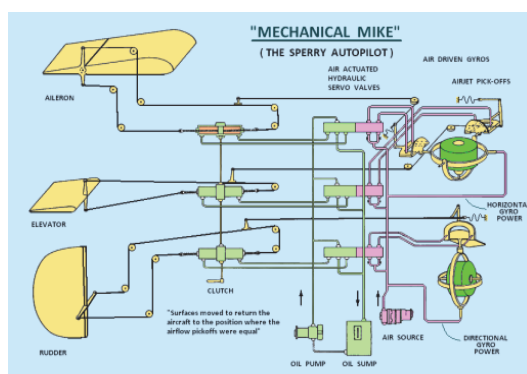 "MECHANICAL MIKE"
( THE SPERRY AUTOPILOT )
AIR DRIVEN GYROS
AIR ACTUATED
HYDRAULIC
SERVO VALVES
AIRJET PICK-OFFS
AILERON
ELEVATOR
HORIZONTAL
GYRO
POWER
CLUTCH
"Surfaces moved to return the
aircraft to the position where the
airflow pickoffs were equal"
RUDDER
OIL PUMP
OIL SUMP
AIR SOURCE
DIRECTIONAL
GYRO
POWER